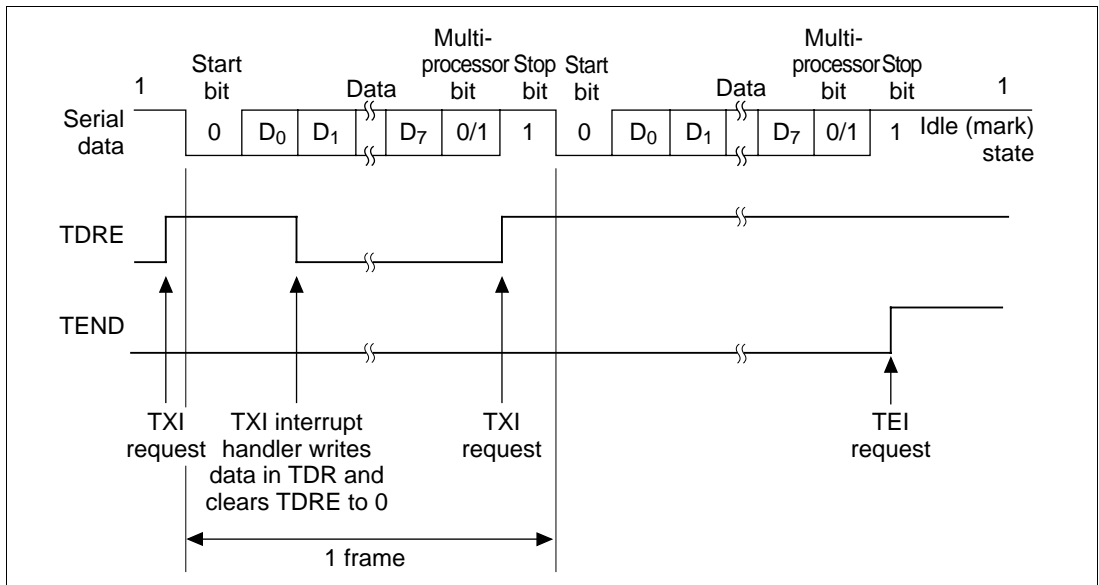 Multi-
processor
bit
Multi-
processor
bit
Start
bit
Stop
bit
Start
bit
Stop
bit
1
Data
Data
1
Serial
data
0 D0 D1 D7 0/1 1 0 D0 D1 D7 0/1 1 Idle (mark)
state
TDRE
TEND
TXI
request
TXI interrupt
handler writes
data in TDR and
clears TDRE to 0
TXI
request
TEI
request
1 frame